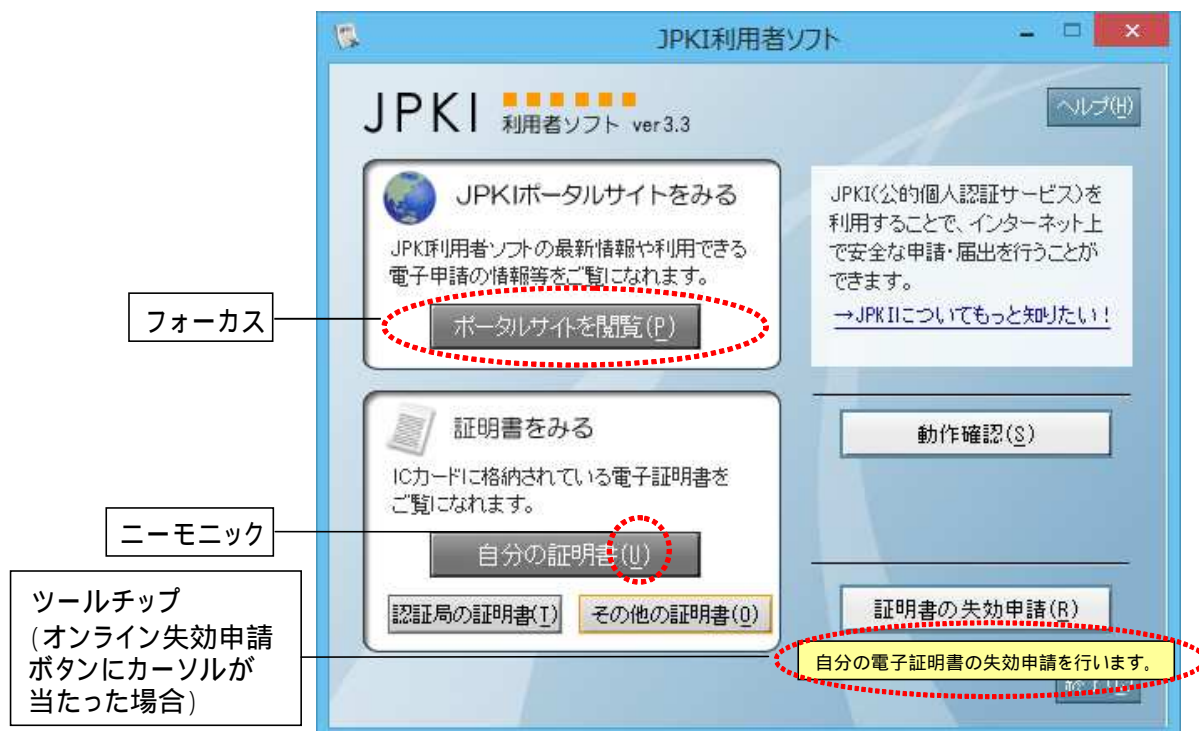 JPKI利用者ソフト
JPKI
利用者ソフト ver3.3
ヘルプ(H)
JPKIポータルサイトをみる
JPKI利用者ソフトの最新情報や利用できる
電子申請の情報等をご覧になれます。
ポータルサイトを閲覧(P)
JPKI(公的個人認証サービス)を
利用することで、インターネット上
で安全な申請・届出を行うことが
できます。
→JPKIについてもっと知りたい!
フォーカス
証明書をみる
ICカードに格納されている電子証明書を
ご覧になれます。
自分の証明書(U)
認証局の証明書(T)
その他の証明書(O)
動作確認(S)
証明書の失効申請(R)
自分の電子証明書の失効申請を行います。
ニーモニック
ツールチップ
(オンライン失効申請
ボタンにカーソルが
当たった場合)